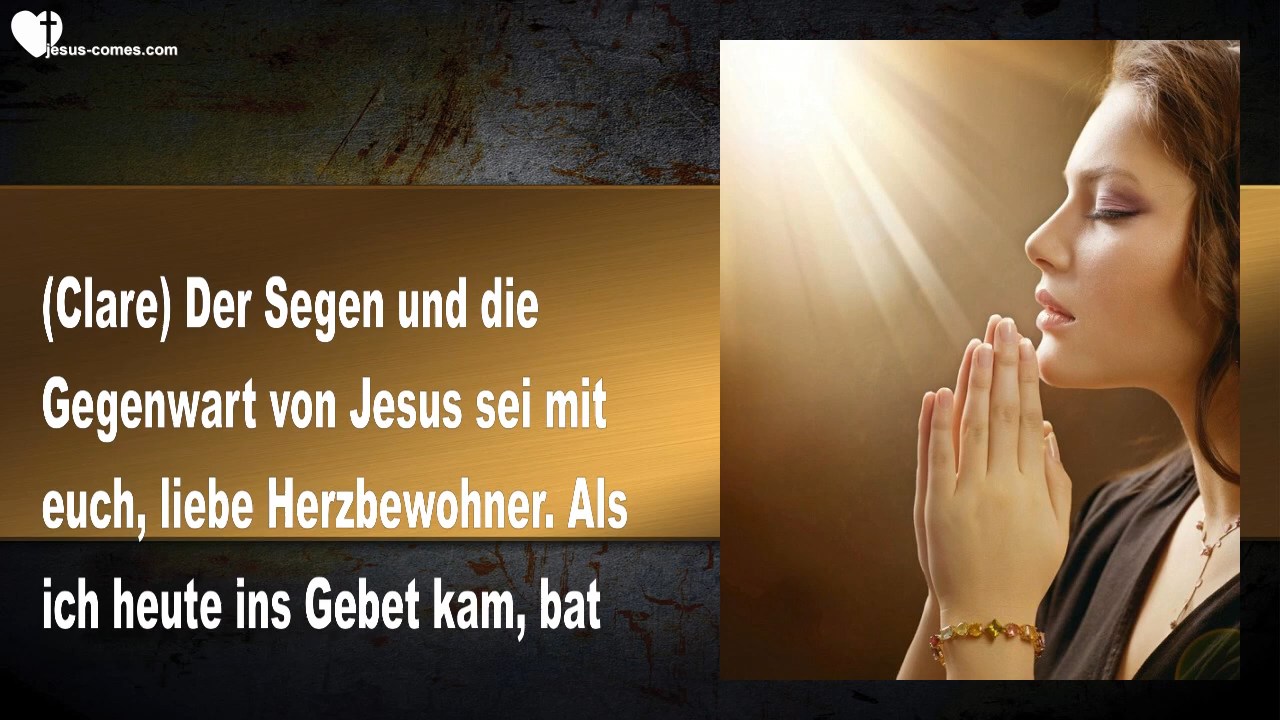 jesus-comes.com
(Clare) Der Segen und die
Gegenwart von Jesus sei mit
euch, liebe Herzbewohner. Als
ich heute ins Gebet kam, bat